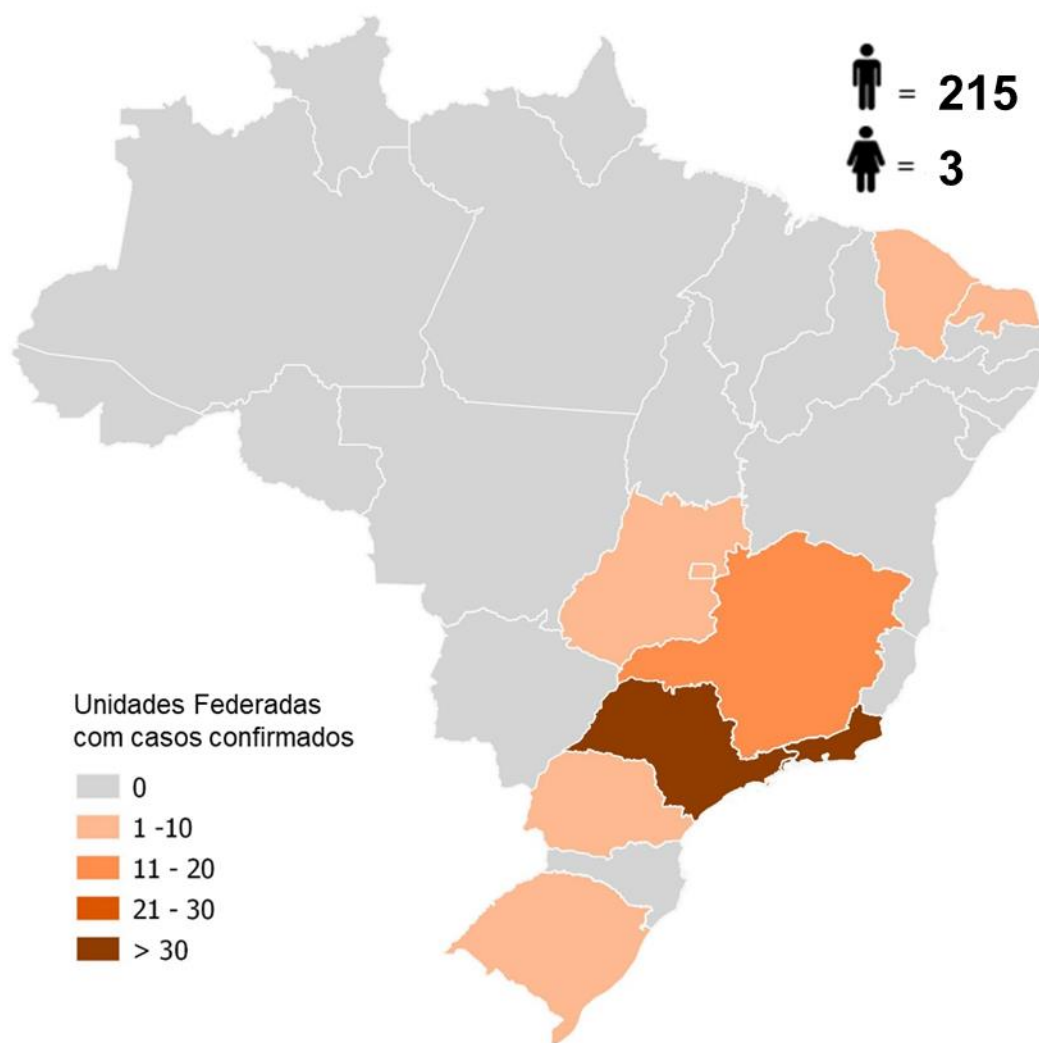 = 215
= 3
Unidades Federadas
com casos confirmados
0
1 -10
11 - 20
21 - 30
> 30